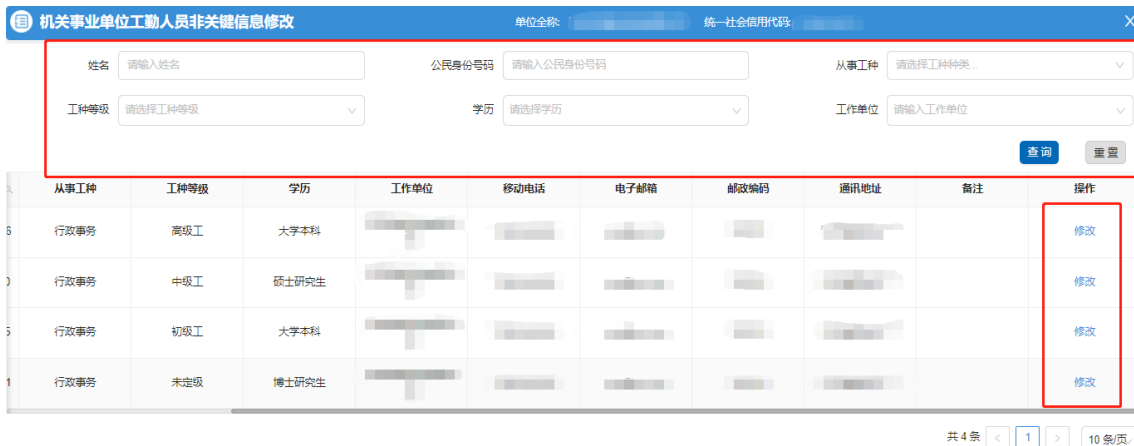 机关事业单位工勤人员非关键信息修改 单位全称: 统一社会信用代码: X
姓名 请输入姓名 公民身份号码 请输入公民身份号码 从事工种 请选择工种种类...
工种等级 请选择工种等级 学历 请选择学历 工作单位 请输入工作单位
查询 重置
从事工种 工种等级 学历 工作单位 移动电话 电子邮箱 邮政编码 通讯地址 备注 操作
6 行政事务 高级工 大学本科 修改
行政事务 中级工 硕士研究生 修改
5 行政事务 初级工 大学本科 修改
1 行政事务 未定级 博士研究生 修改
共 4 条 < 1 > 10 条/页